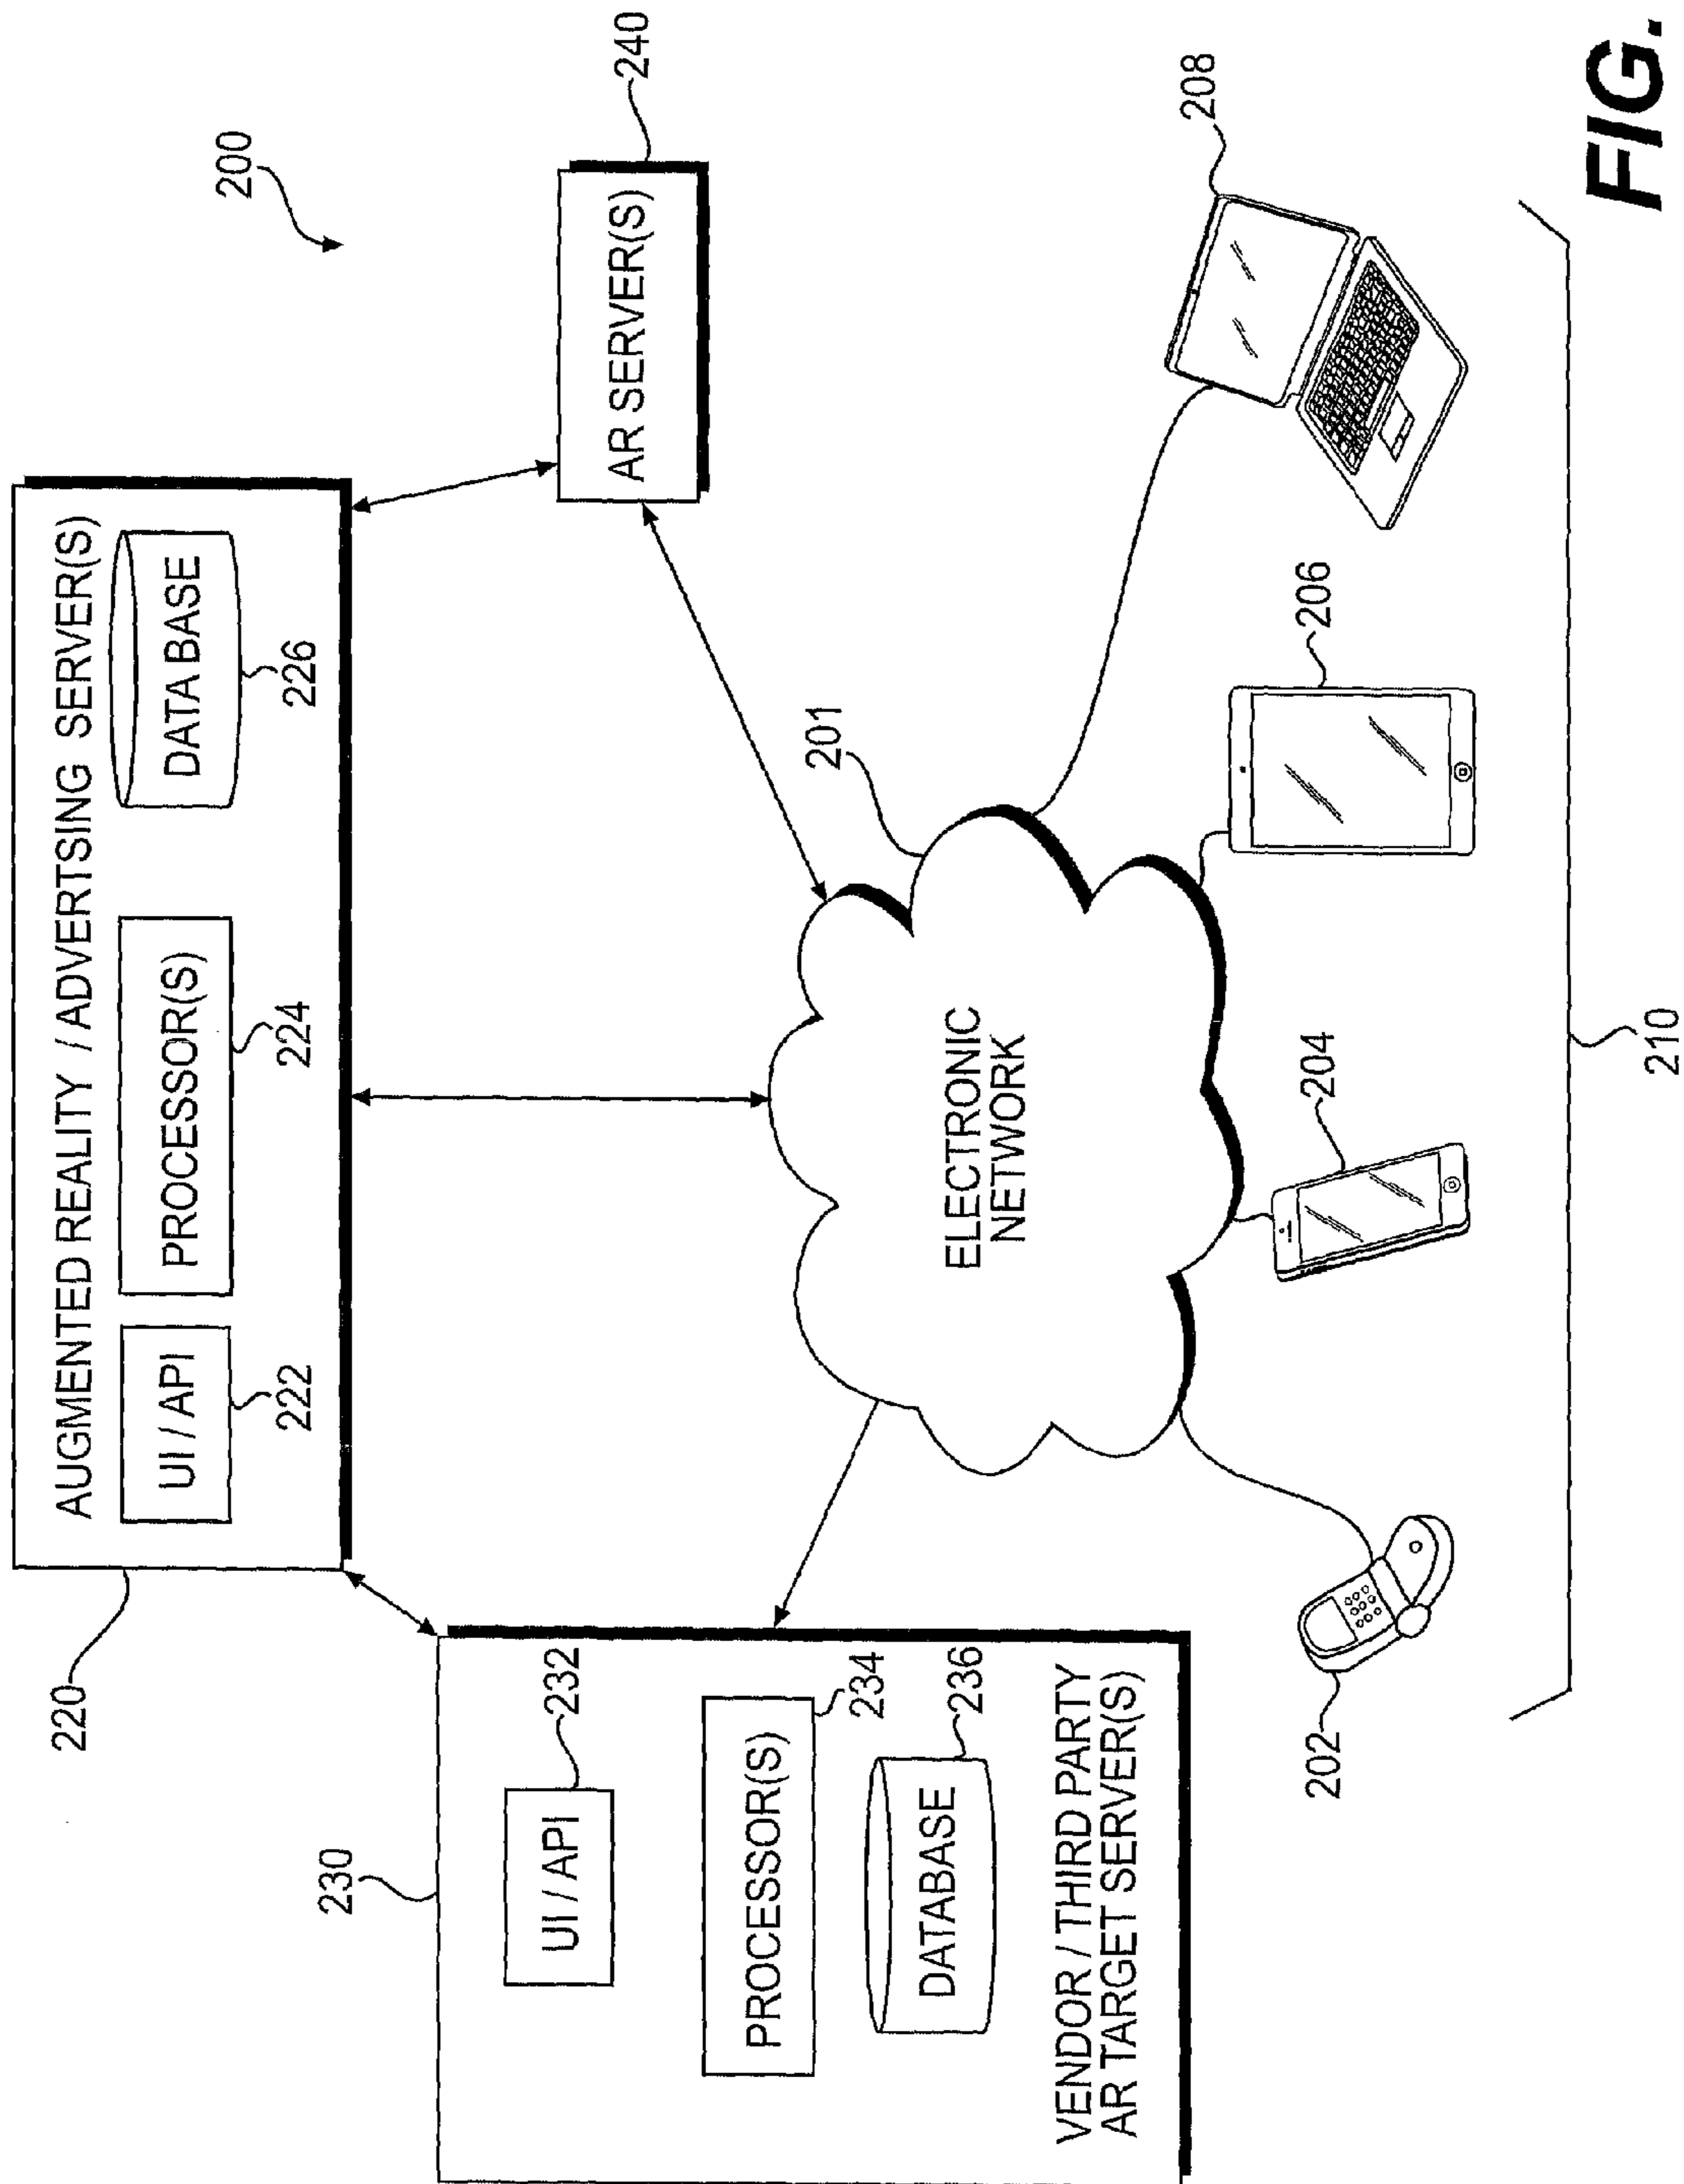 200
220
AUGMENTED REALITY / ADVERTSING SERVER(S)
UI / API
222
PROCESSOR(S)
224
DATA BASE
226
230
UI / API
232
PROCESSOR(S)
234
DATABASE
236
VENDOR / THIRD PARTY
AR TARGET SERVER(S)
AR SERVER(S)
240
201
ELECTRONIC
NETWORK
202
204
206
208
210
FIG.